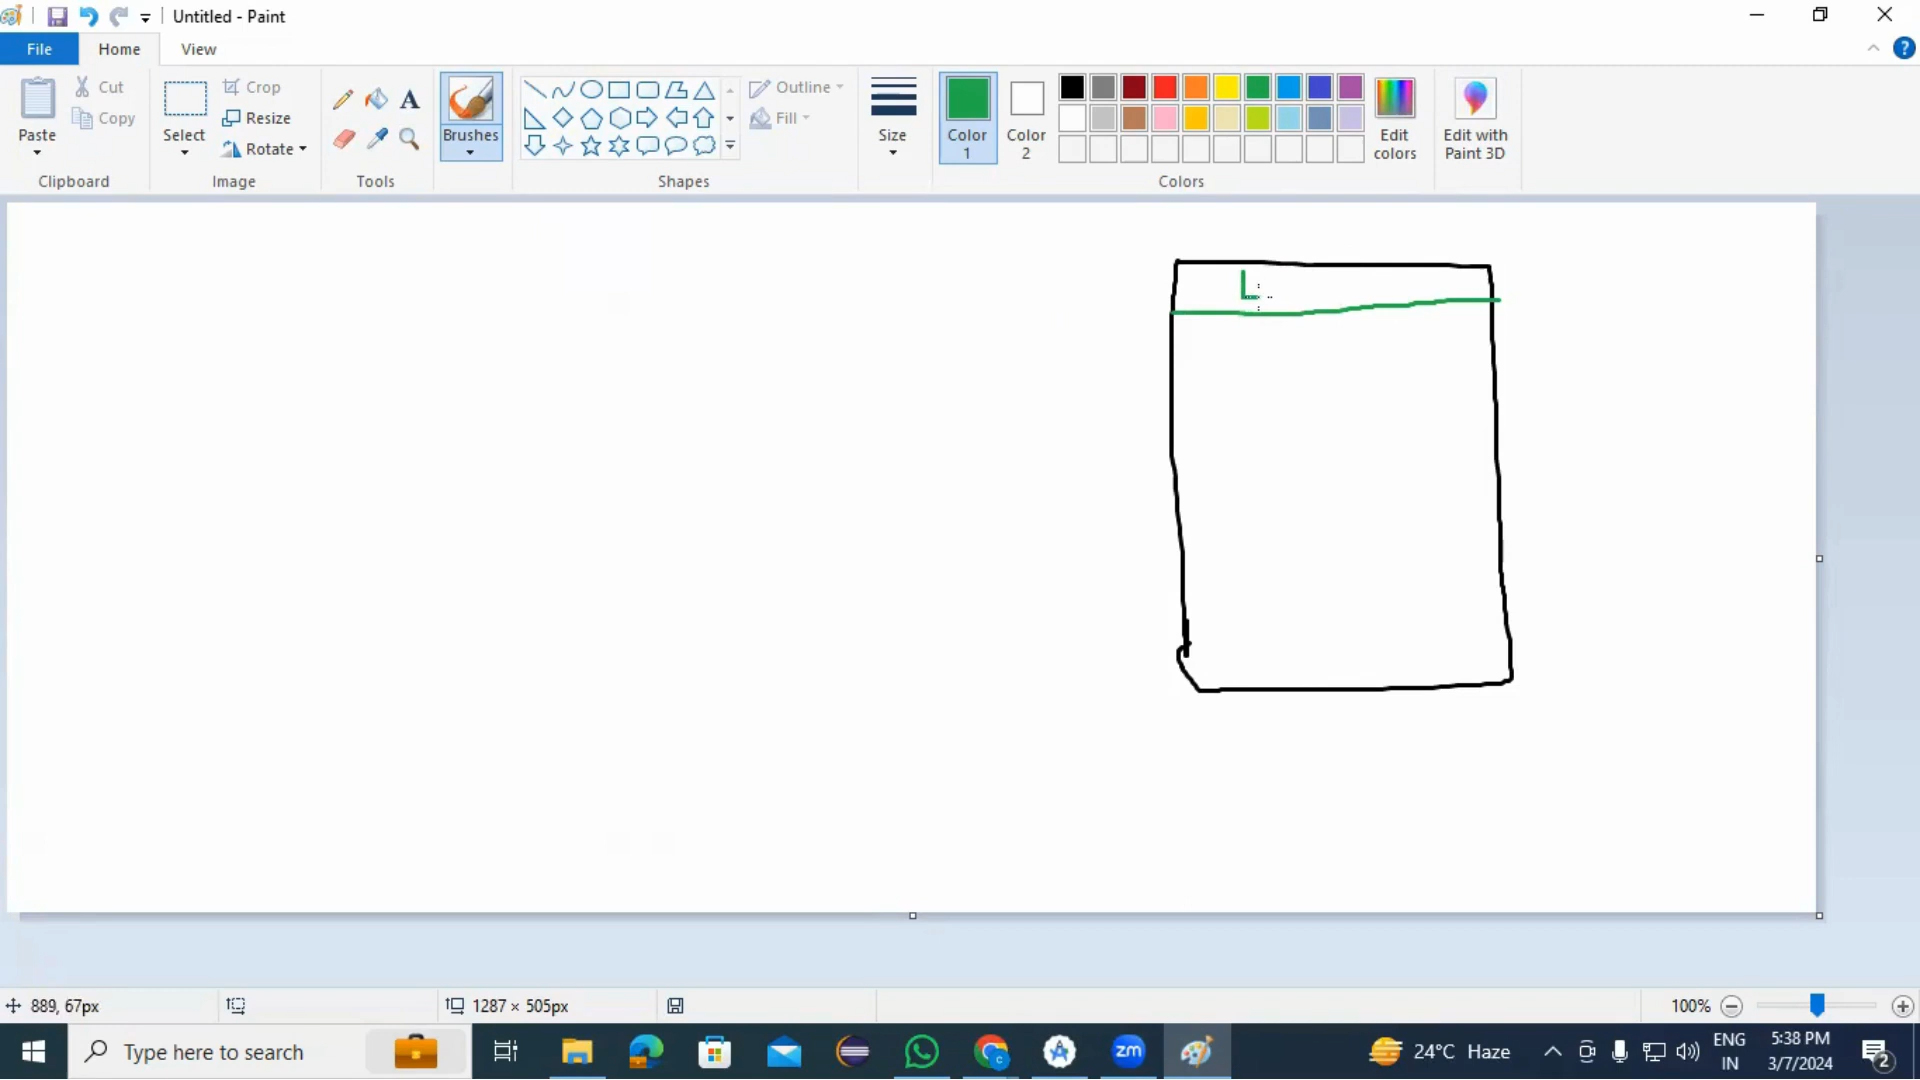 Untitled - Paint
File Home View
Paste
Cut
Copy
Clipboard
Select
Crop
Resize
Rotate
Image
A
Tools
Brushes
Outline
Fill
Shapes
Size
Color 1
Color 2
Edit colors
Colors
Edit with Paint 3D
?
L
889, 67px
1287 × 505px
100%
Type here to search
zm
24°C Haze
ENG
IN
5:38 PM
3/7/2024
2